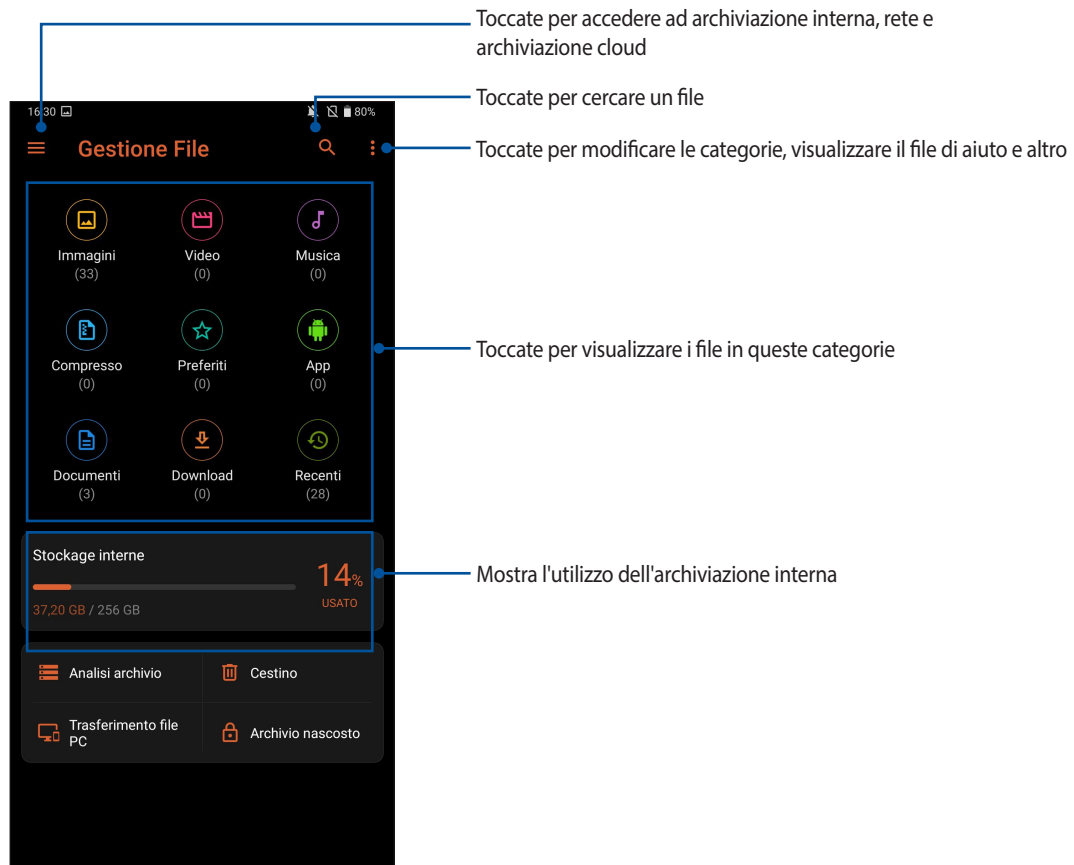 Toccate per accedere ad archiviazione interna, rete e
archiviazione cloud
Toccate per cercare un file
16:30 80%
Gestione File
Toccate per modificare le categorie, visualizzare il file di aiuto e altro
Immagini Video Musica
(33) (0) (0)
Compresso Preferiti App
(0) (0) (0)
Toccate per visualizzare i file in queste categorie
Documenti Download Recenti
(3) (0) (28)
Stockage interne
14%
USATO
37,20 GB / 256 GB
Mostra l'utilizzo dell'archiviazione interna
Analisi archivio Cestino
Trasferimento file
PC
Archivio nascosto